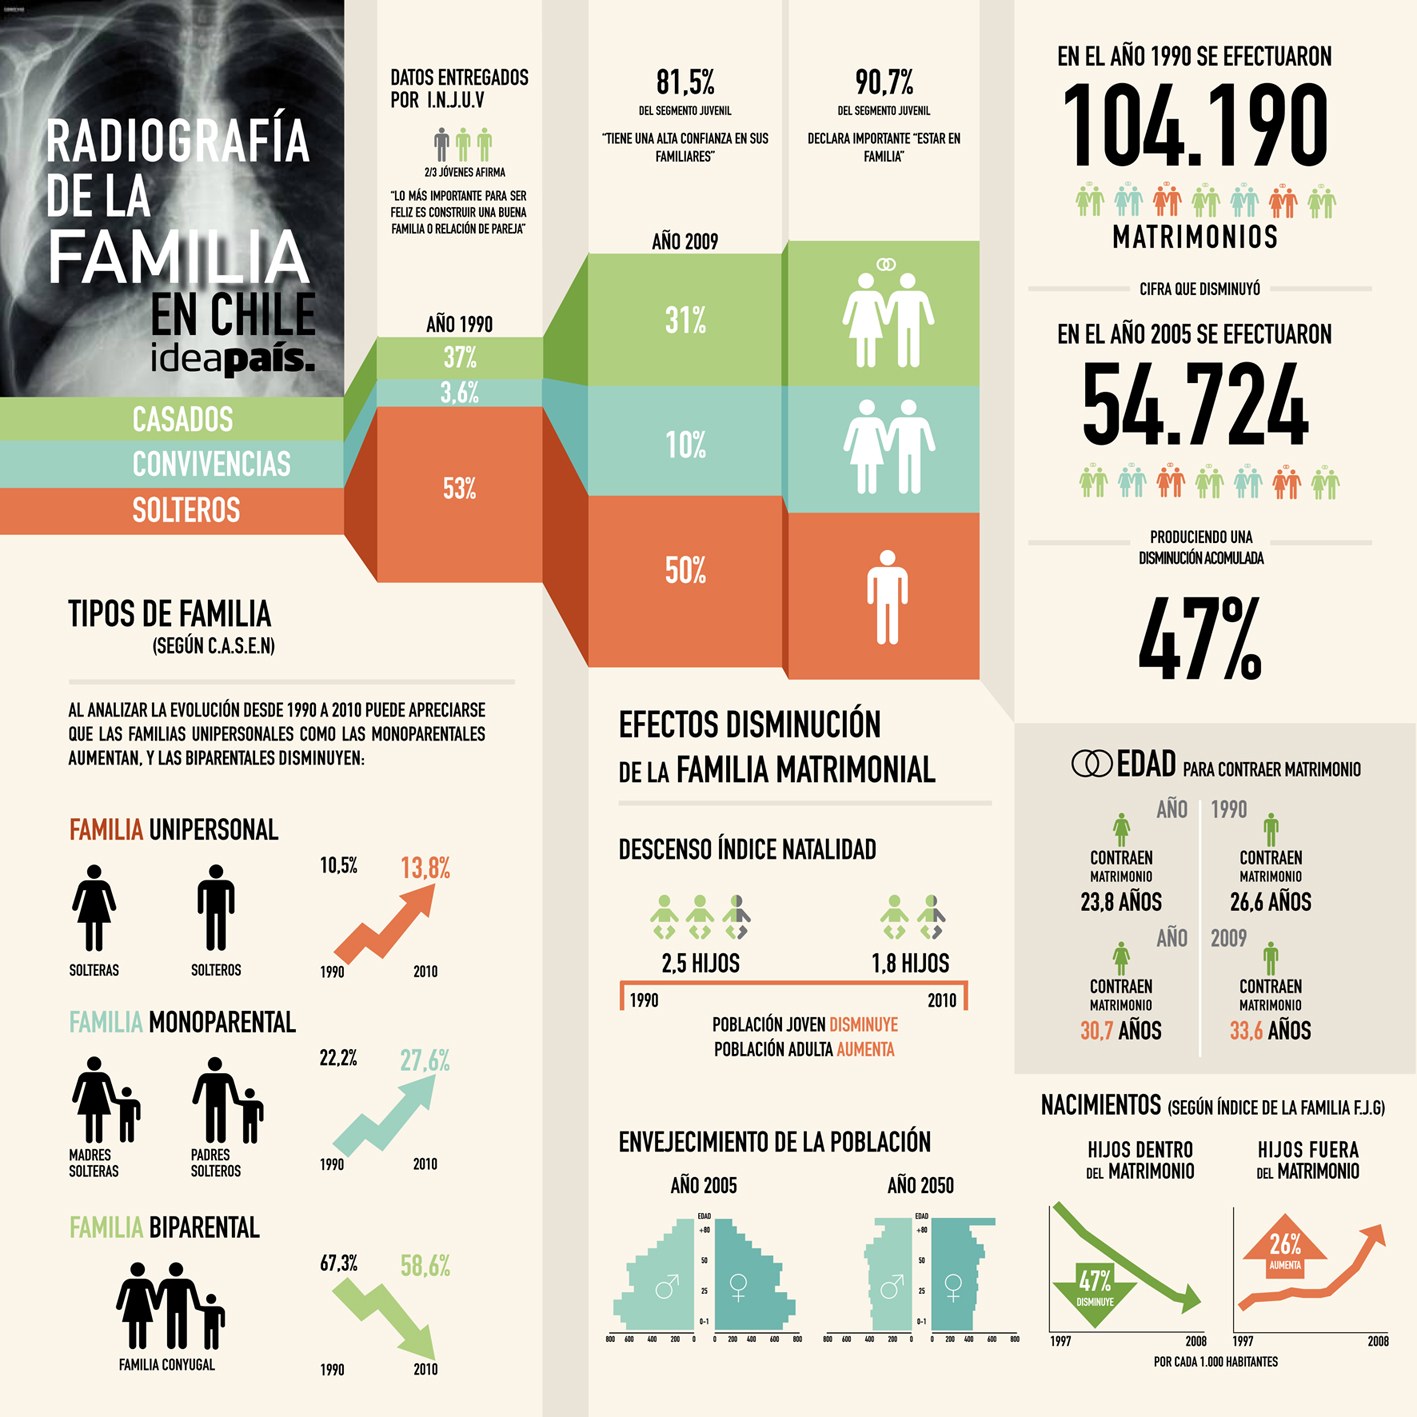 RADIOGRAFÍA
DE LA
FAMILIA
EN CHILE
ideapaís.
CASADOS
CONVIVENCIAS
SOLTEROS
DATOS ENTREGADOS
POR I.N.J.U.V
2/3 JÓVENES AFIRMA
"LO MÁS IMPORTANTE PARA SER
FELIZ ES CONSTRUIR UNA BUENA
FAMILIA O RELACIÓN DE PAREJA"
AÑO 1990
37%
3,6%
53%
81,5%
DEL SEGMENTO JUVENIL
"TIENE UNA ALTA CONFIANZA EN SUS
FAMILIARES"
AÑO 2009
31%
10%
50%
90,7%
DEL SEGMENTO JUVENIL
DECLARA IMPORTANTE "ESTAR EN
FAMILIA"
EN EL AÑO 1990 SE EFECTUARON
104.190
MATRIMONIOS
CIFRA QUE DISMINUYÓ
EN EL AÑO 2005 SE EFECTUARON
54.724
PRODUCIENDO UNA
DISMINUCIÓN ACOMULADA
47%
TIPOS DE FAMILIA
(SEGÚN C.A.S.E.N)
AL ANALIZAR LA EVOLUCIÓN DESDE 1990 A 2010 PUEDE APRECIARSE
QUE LAS FAMILIAS UNIPERSONALES COMO LAS MONOPARENTALES
AUMENTAN, Y LAS BIPARENTALES DISMINUYEN:
FAMILIA UNIPERSONAL
10,5%
13,8%
SOLTERAS
SOLTEROS
1990
2010
FAMILIA MONOPARENTAL
22,2%
27,6%
MADRES
SOLTERAS
PADRES
SOLTEROS
1990
2010
FAMILIA BIPARENTAL
67,3%
58,6%
FAMILIA CONYUGAL
1990
2010
EFECTOS DISMINUCIÓN
DE LA FAMILIA MATRIMONIAL
DESCENSO ÍNDICE NATALIDAD
2,5 HIJOS
1,8 HIJOS
1990
2010
POBLACIÓN JOVEN DISMINUYE
POBLACIÓN ADULTA AUMENTA
ENVEJECIMIENTO DE LA POBLACIÓN
AÑO 2005
EDAD
+80
50
25
0-1
800 600 400 200 0 0 200 400 600 800
AÑO 2050
EDAD
+80
50
25
0-1
800 600 400 200 0 0 200 400 600 800
EDAD PARA CONTRAER MATRIMONIO
AÑO 1990
CONTRAEN
MATRIMONIO
23,8 AÑOS
CONTRAEN
MATRIMONIO
26,6 AÑOS
AÑO 2009
CONTRAEN
MATRIMONIO
30,7 AÑOS
CONTRAEN
MATRIMONIO
33,6 AÑOS
NACIMIENTOS (SEGÚN ÍNDICE DE LA FAMILIA F.J.G)
HIJOS DENTRO
DEL MATRIMONIO
47%
DISMINUYE
1997
2008
HIJOS FUERA
DEL MATRIMONIO
26%
AUMENTA
1997
2008
POR CADA 1.000 HABITANTES